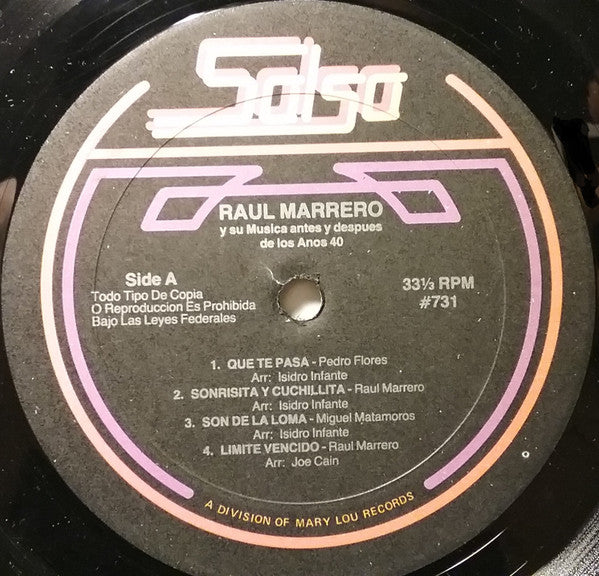 Salsa
RAUL MARRERO
y su Musica antes y despues
de los Anos 40
Side A
Todo Tipo De Copia
O Reproduccion Es Prohibida
Bajo Las Leyes Federales
33⅓ RPM
#731
1. QUE TE PASA - Pedro Flores
Arr: Isidro Infante
2. SONRISITA Y CUCHILLITA - Raul Marrero
Arr: Isidro Infante
3. SON DE LA LOMA - Miguel Matamoros
Arr: Isidro Infante
4. LIMITE VENCIDO - Raul Marrero
Arr: Joe Cain
A DIVISION OF MARY LOU RECORDS